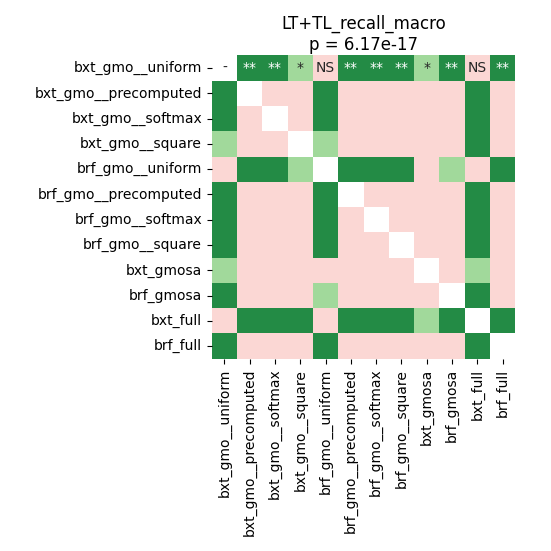 LT+TL_recall_macro
p = 6.17e-17
bxt_gmo__uniform - ** ** * NS ** ** ** * ** NS **
bxt_gmo__precomputed
bxt_gmo__softmax
bxt_gmo__square
brf_gmo__uniform
brf_gmo__precomputed
brf_gmo__softmax
brf_gmo__square
bxt_gmosa
brf_gmosa
bxt_full
brf_full
bxt_gmo__uniform
bxt_gmo__precomputed
bxt_gmo__softmax
bxt_gmo__square
brf_gmo__uniform
brf_gmo__precomputed
brf_gmo__softmax
brf_gmo__square
bxt_gmosa
brf_gmosa
bxt_full
brf_full